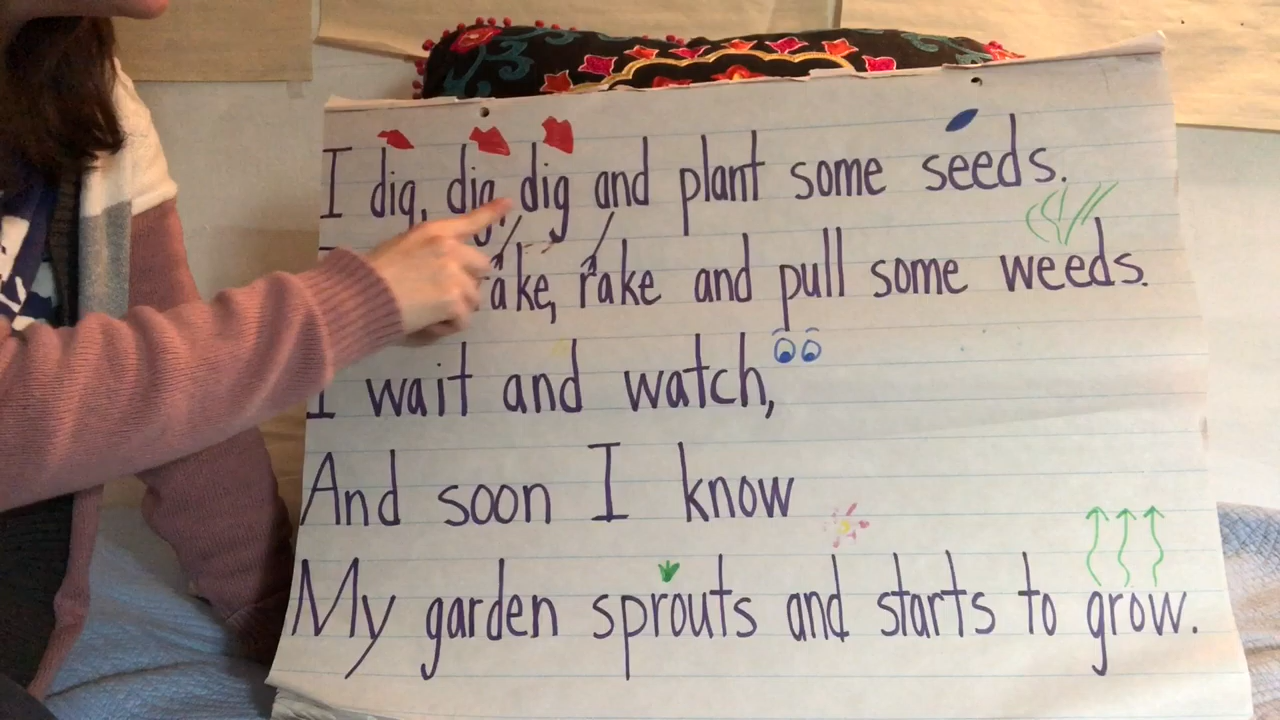 I dig, dig, dig and plant some seeds.
rake, rake and pull some weeds.
I wait and watch,
And soon I know
My garden sprouts and starts to grow.